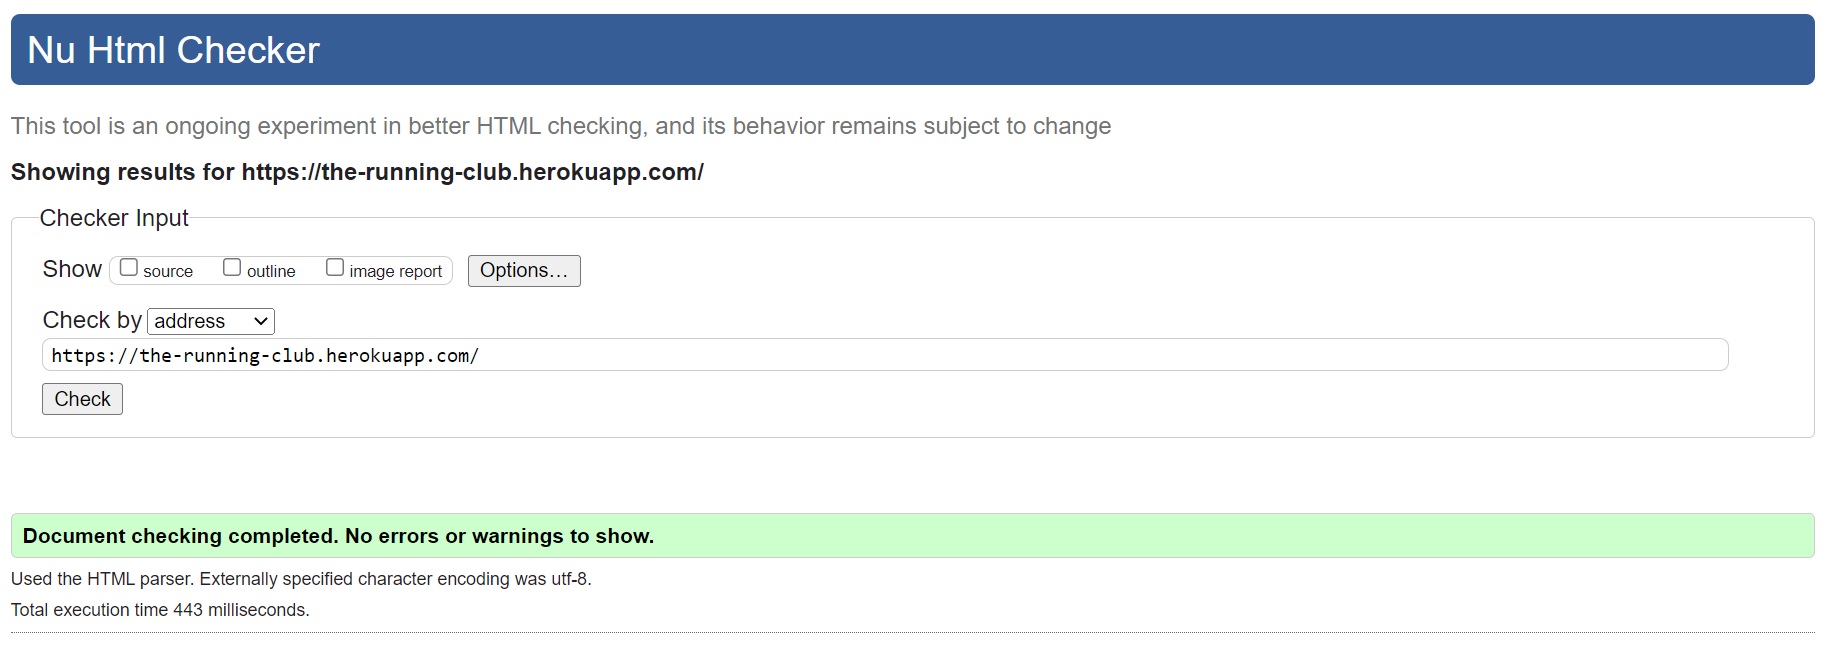 Nu Html Checker
This tool is an ongoing experiment in better HTML checking, and its behavior remains subject to change
Showing results for https://the-running-club.herokuapp.com/
Checker Input
Show source outline image report Options...
Check by address
https://the-running-club.herokuapp.com/
Check
Document checking completed. No errors or warnings to show.
Used the HTML parser. Externally specified character encoding was utf-8.
Total execution time 443 milliseconds.